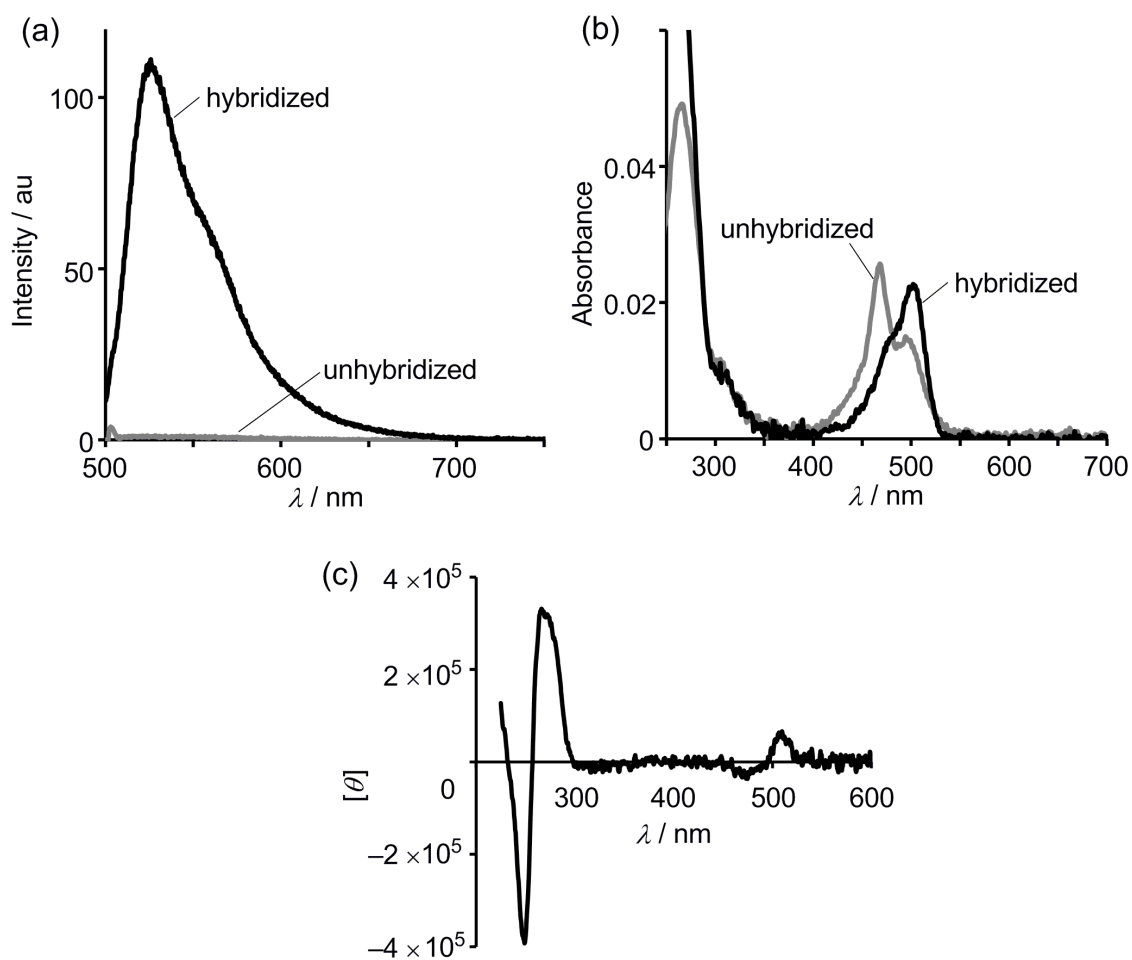 (a)
hybridized
100
50
0
unhybridized
500
600
700
Intensity / au
λ / nm
(b)
0.04
0.02
0
unhybridized
hybridized
300
400
500
600
700
Absorbance
λ / nm
(c)
4 ×10⁵
2 ×10⁵
0
–2 ×10⁵
–4 ×10⁵
[θ]
300
400
500
600
λ / nm